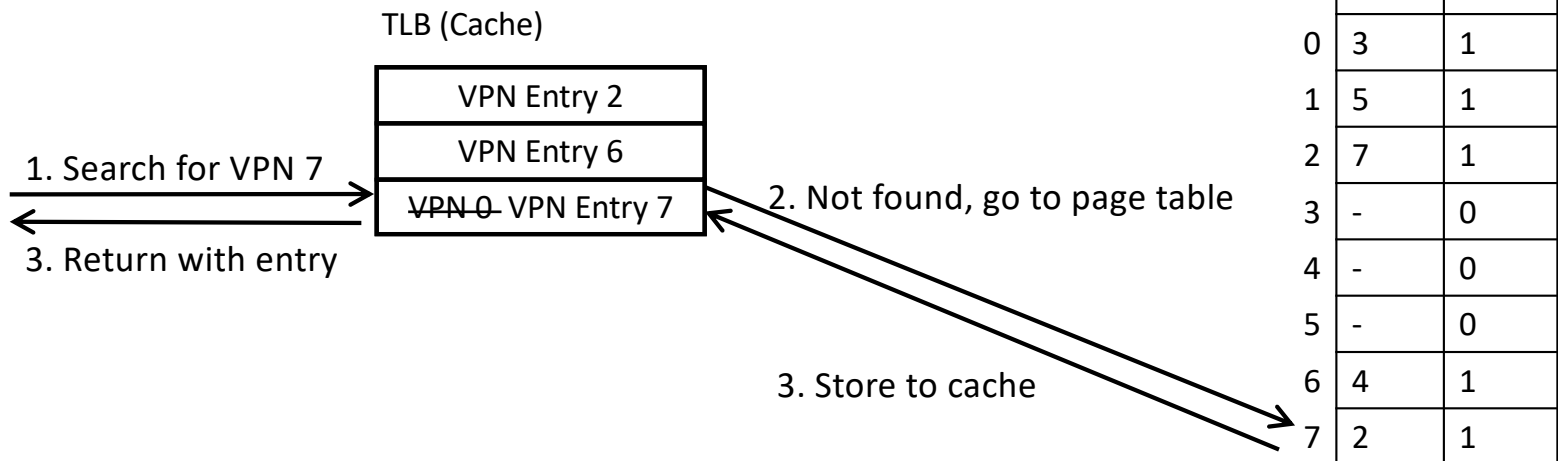 TLB (Cache)
VPN Entry 2
VPN Entry 6
VPN 0 VPN Entry 7
1. Search for VPN 7
3. Return with entry
2. Not found, go to page table
3. Store to cache
0 3 1
1 5 1
2 7 1
3 - 0
4 - 0
5 - 0
6 4 1
7 2 1